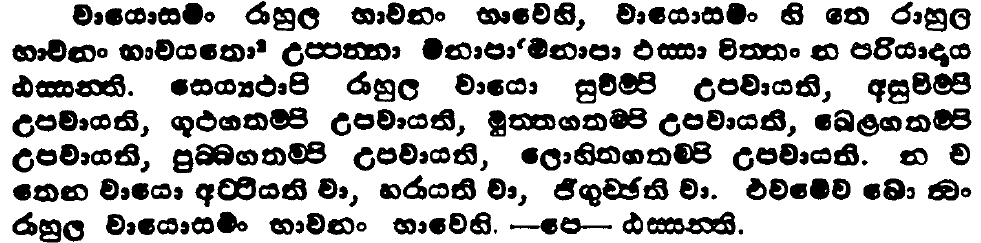 වායොසමං රාහුල භාවනං භාවෙහි, වායොසමං හි තෙ රාහුල
භාවනං භාවයතො² උප්පන්නා මනාපා'මනාපා ඵස්සා චිත්තං න පරියාදාය
ඨස්සන්ති. සෙය්‍යථාපි රාහුල වායො සුචිම්පි උපවායති, අසුචිම්පි
උපවායති, ගූථගතම්පි උපවායති, මුත්තගතම්පි උපවායති, ඛෙළගතම්පි
උපවායති, පුබ්බගතම්පි උපවායති, ලොහිතගතම්පි උපවායති. න ච
තෙන වායො අට්ටියති වා, හරායති වා, ජිගුච්ඡති වා. එවමෙව ඛො ත්‍වං
රාහුල වායොසමං භාවනං භාවෙහි. —පෙ— ඨස්සන්ති.